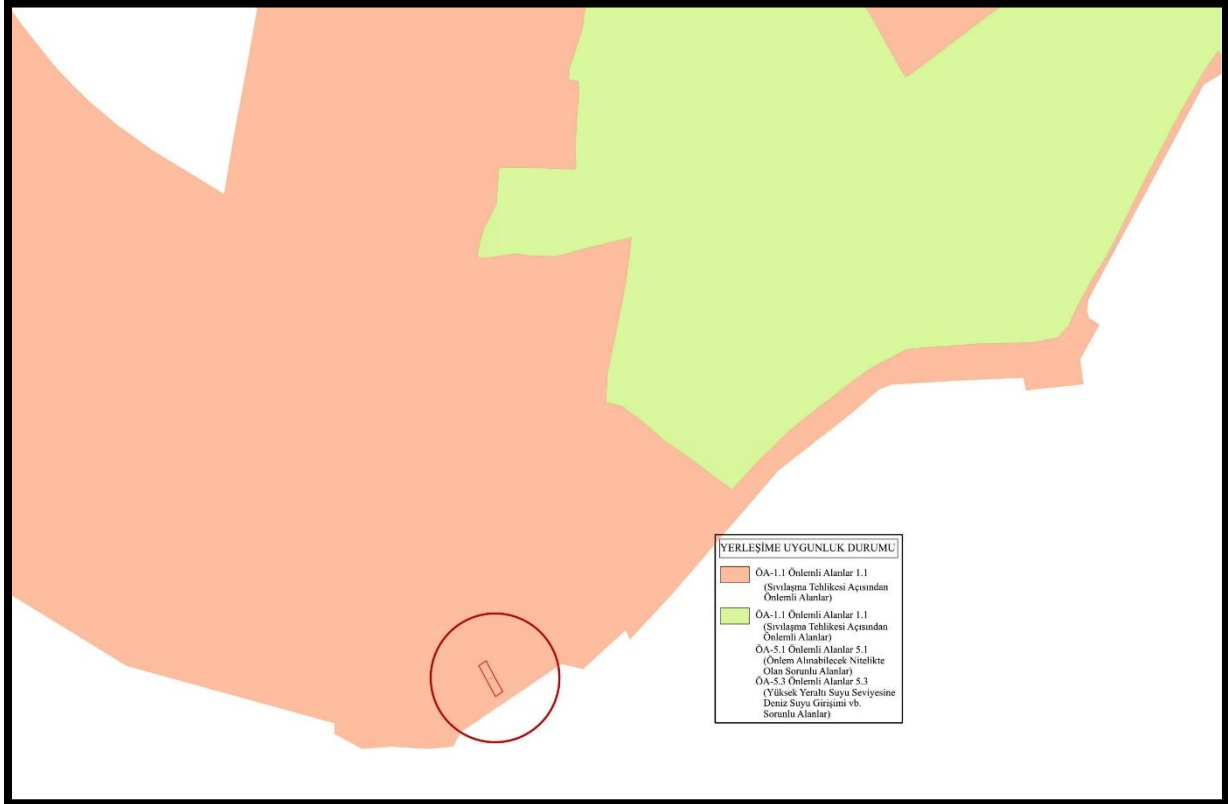 YERLEŞİME UYGUNLUK DURUMU
ÖA-1.1 Önlemli Alanlar 1.1
(Sıvılaşma Tehlikesi Açısından
Önlemli Alanlar)
ÖA-1.1 Önlemli Alanlar 1.1
(Sıvılaşma Tehlikesi Açısından
Önlemli Alanlar)
ÖA-5.1 Önlemli Alanlar 5.1
(Önlem Alınabilecek Nitelikte
Olan Sorunlu Alanlar)
ÖA-5.3 Önlemli Alanlar 5.3
(Yüksek Yeraltı Suyu Seviyesine
Deniz Suyu Girişimi vb.
Sorunlu Alanlar)